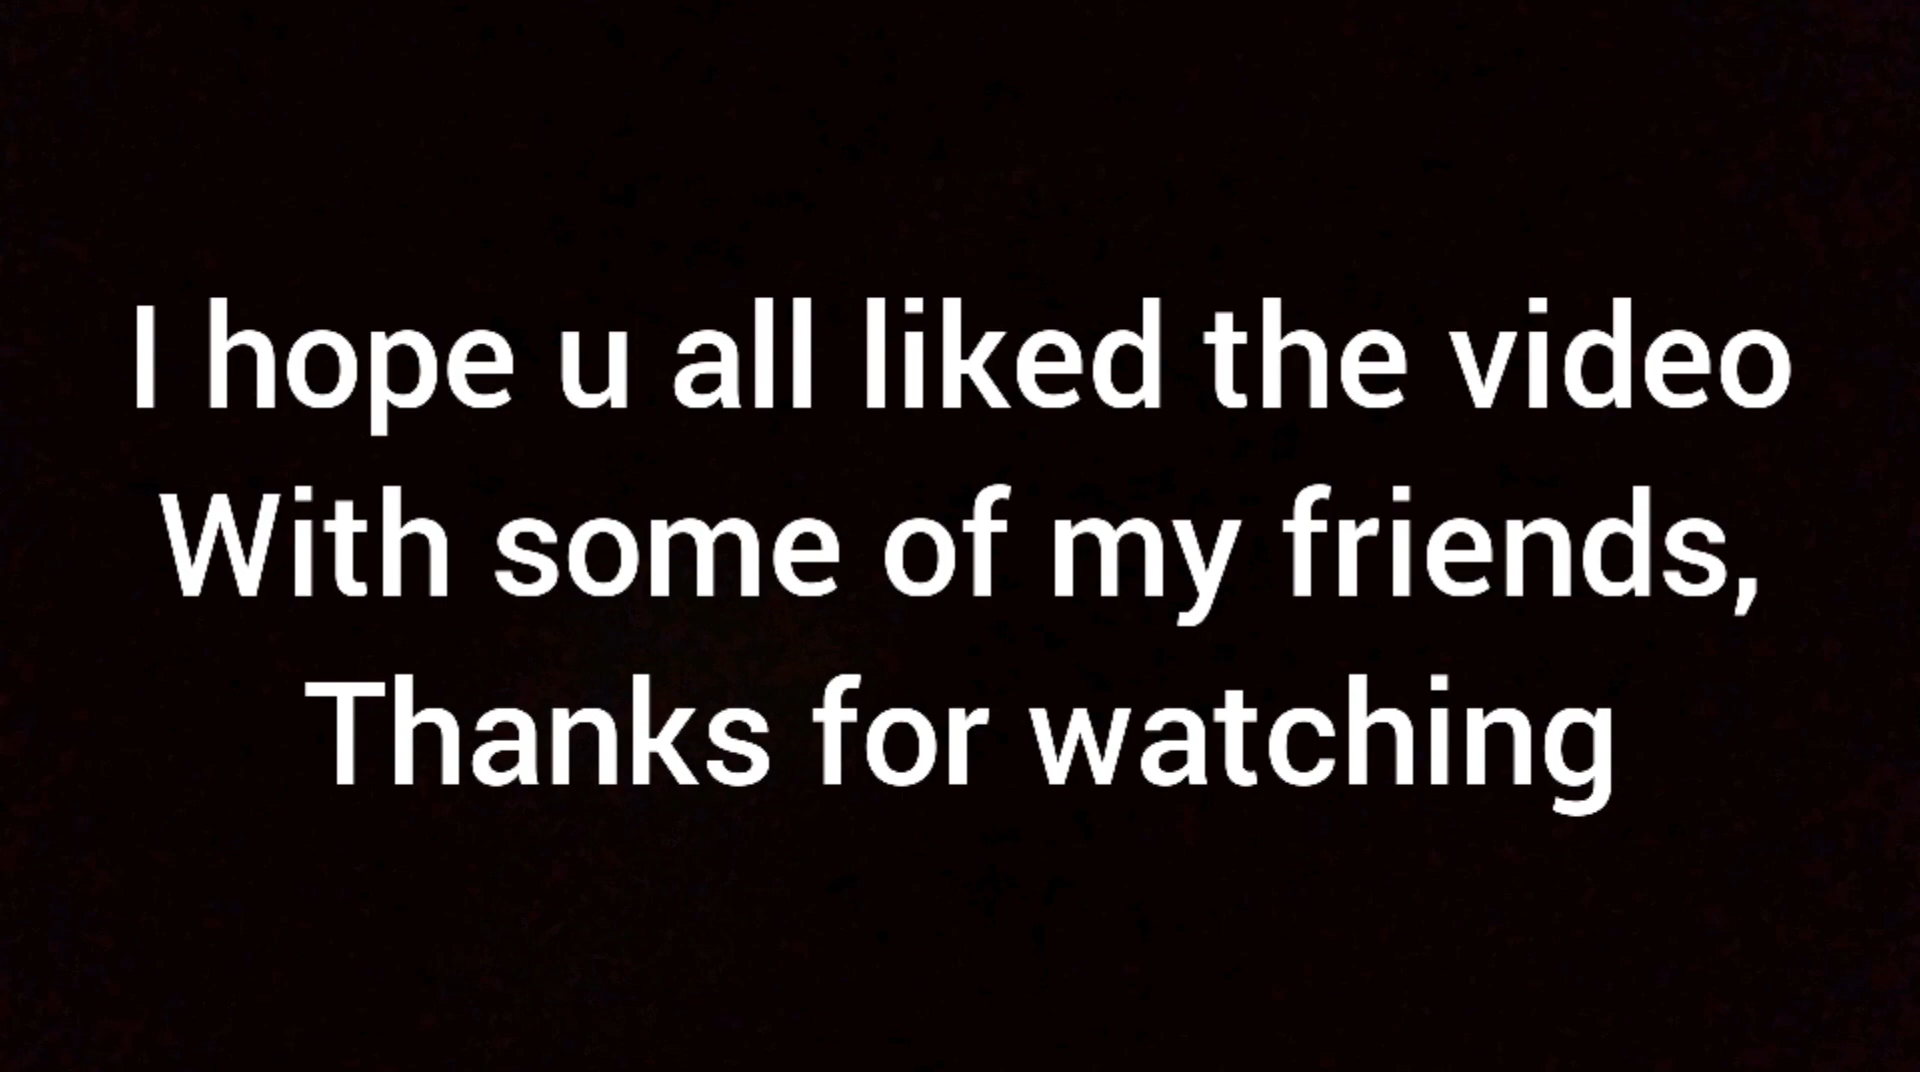 I hope u all liked the video
With some of my friends,
Thanks for watching